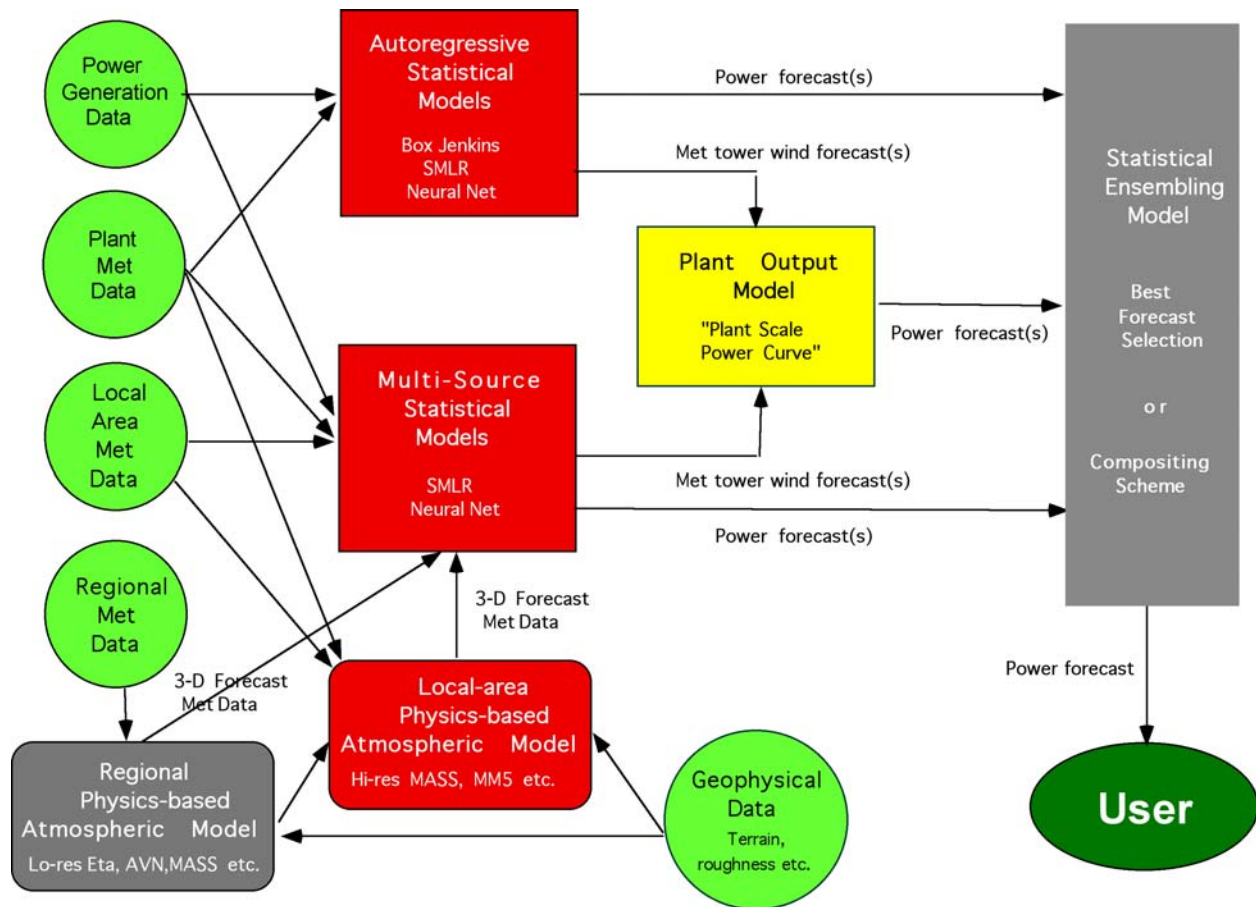 Power
Generation
Data
Autoregressive
Statistical
Models
Box Jenkins
SMLR
Neural Net
Power forecast(s)
Met tower wind forecast(s)
Statistical
Ensembling
Model
Best
Forecast
Selection
or
Compositing
Scheme
Plant
Met
Data
Plant Output
Model
"Plant Scale
Power Curve"
Power forecast(s)
Local
Area
Met
Data
Multi-Source
Statistical
Models
SMLR
Neural Net
Met tower wind forecast(s)
Power forecast(s)
Regional
Met
Data
3-D Forecast
Met Data
3-D Forecast
Met Data
Local-area
Physics-based
Atmospheric Model
Hi-res MASS, MM5 etc.
Power forecast
Regional
Physics-based
Atmospheric Model
Lo-res Eta, AVN,MASS etc.
Geophysical
Data
Terrain,
roughness etc.
User